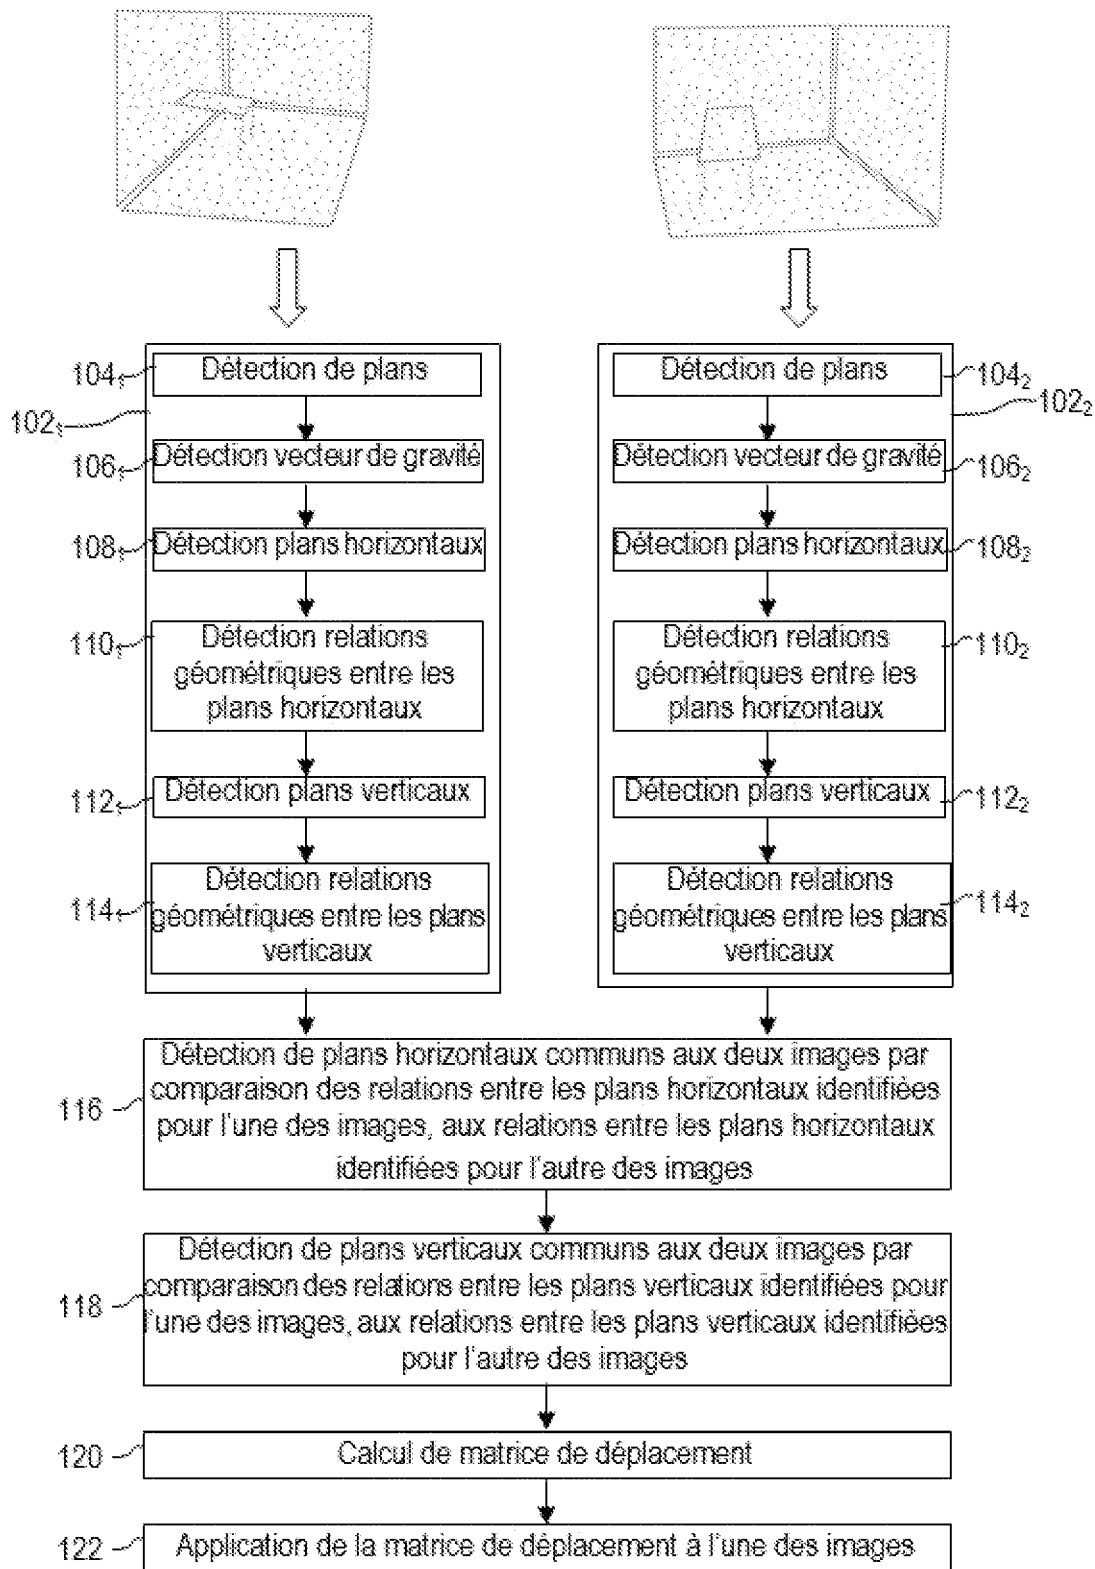 Détection de plans
104₁
102₁
Détection vecteur de gravité
106₁
Détection plans horizontaux
108₁
Détection relations
géométriques entre les
plans horizontaux
110₁
Détection plans verticaux
112₁
Détection relations
géométriques entre les plans
verticaux
114₁
Détection de plans
104₂
102₂
Détection vecteur de gravité
106₂
Détection plans horizontaux
108₂
Détection relations
géométriques entre les
plans horizontaux
110₂
Détection plans verticaux
112₂
Détection relations
géométriques entre les plans
verticaux
114₂
Détection de plans horizontaux communs aux deux images par
comparaison des relations entre les plans horizontaux identifiées
pour l'une des images, aux relations entre les plans horizontaux
identifiées pour l'autre des images
116
Détection de plans verticaux communs aux deux images par
comparaison des relations entre les plans verticaux identifiées pour
l'une des images, aux relations entre les plans verticaux identifiées
pour l'autre des images
118
Calcul de matrice de déplacement
120
Application de la matrice de déplacement à l'une des images
122